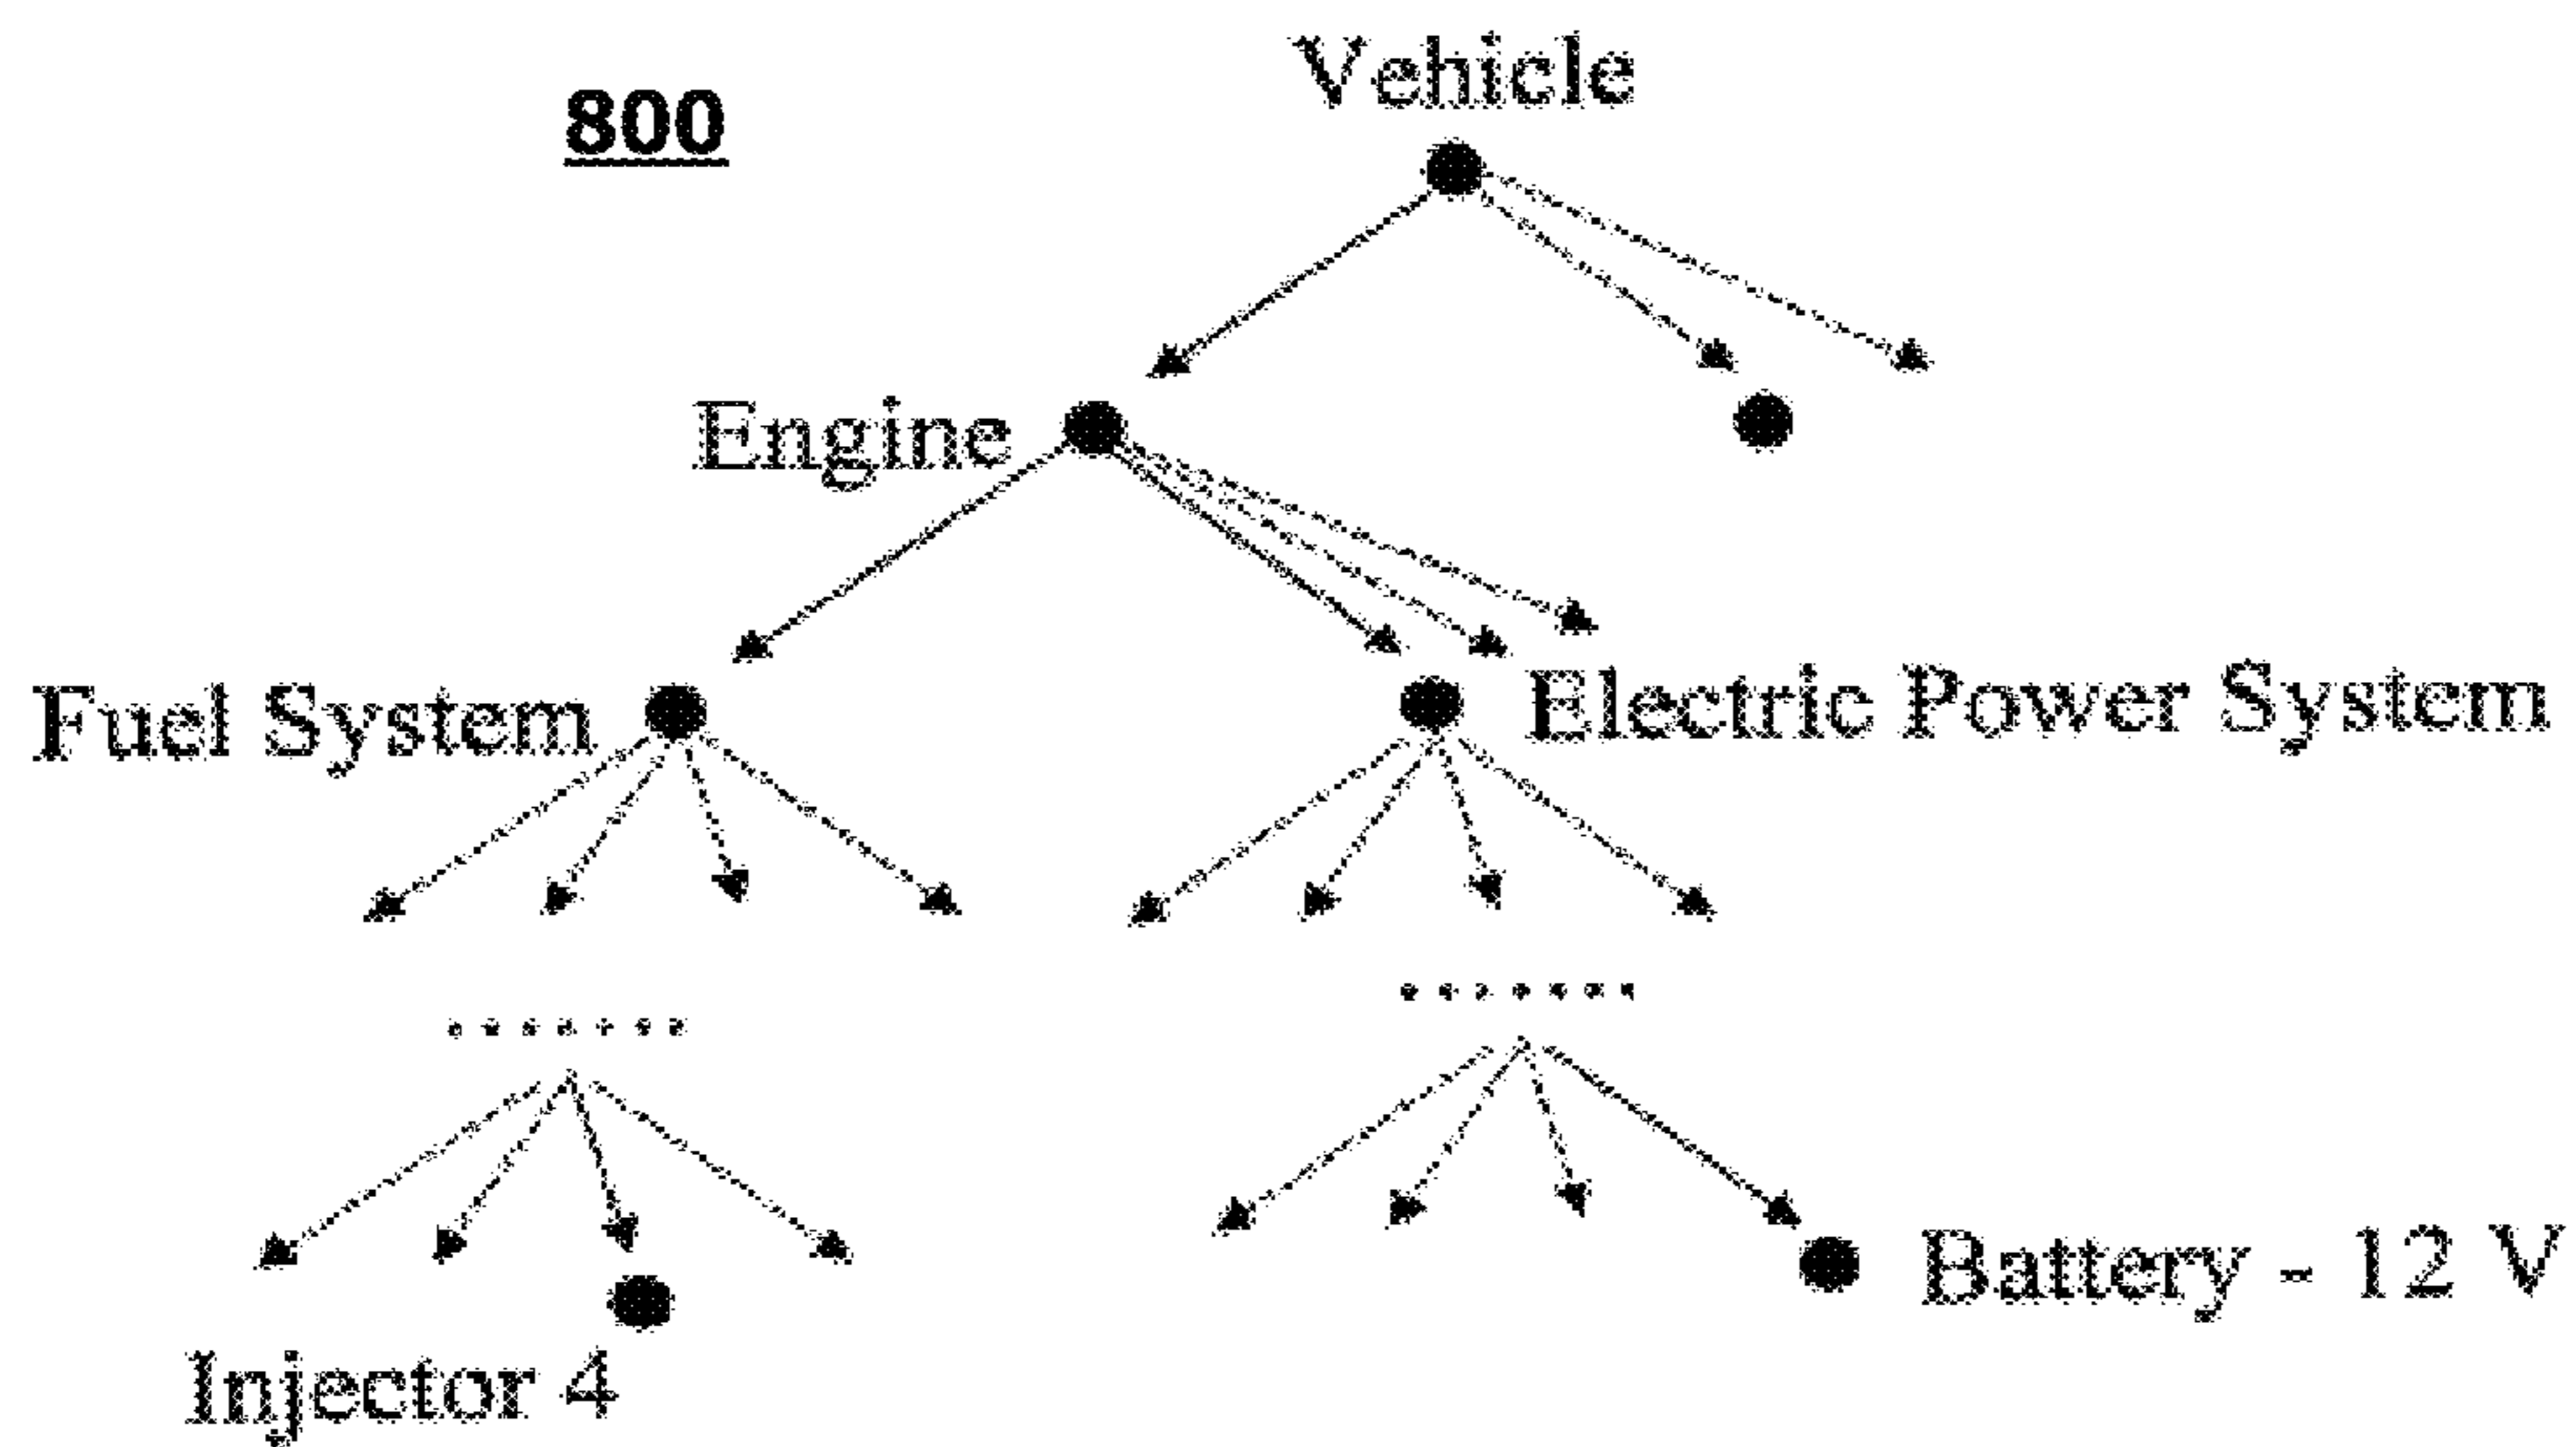 800
Vehicle
Engine
Fuel System
Electric Power System
Battery - 12 V
Injector 4